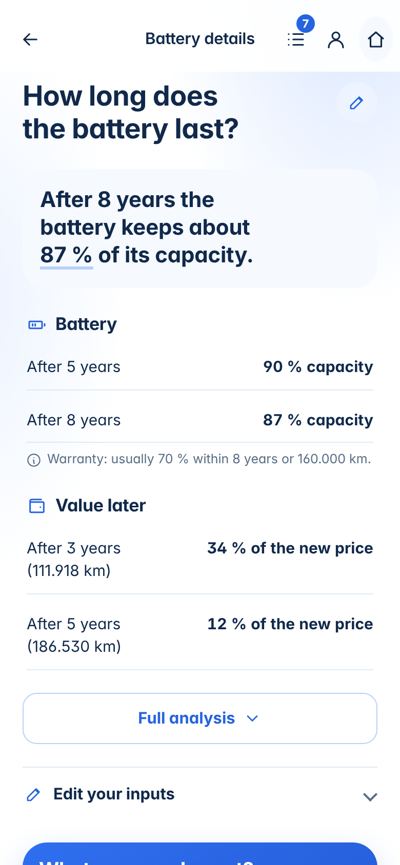 Battery details
7
How long does
the battery last?
After 8 years the
battery keeps about
87 % of its capacity.
Battery
After 5 years 90 % capacity
After 8 years 87 % capacity
Warranty: usually 70 % within 8 years or 160.000 km.
Value later
After 3 years 34 % of the new price
(111.918 km)
After 5 years 12 % of the new price
(186.530 km)
Full analysis
Edit your inputs